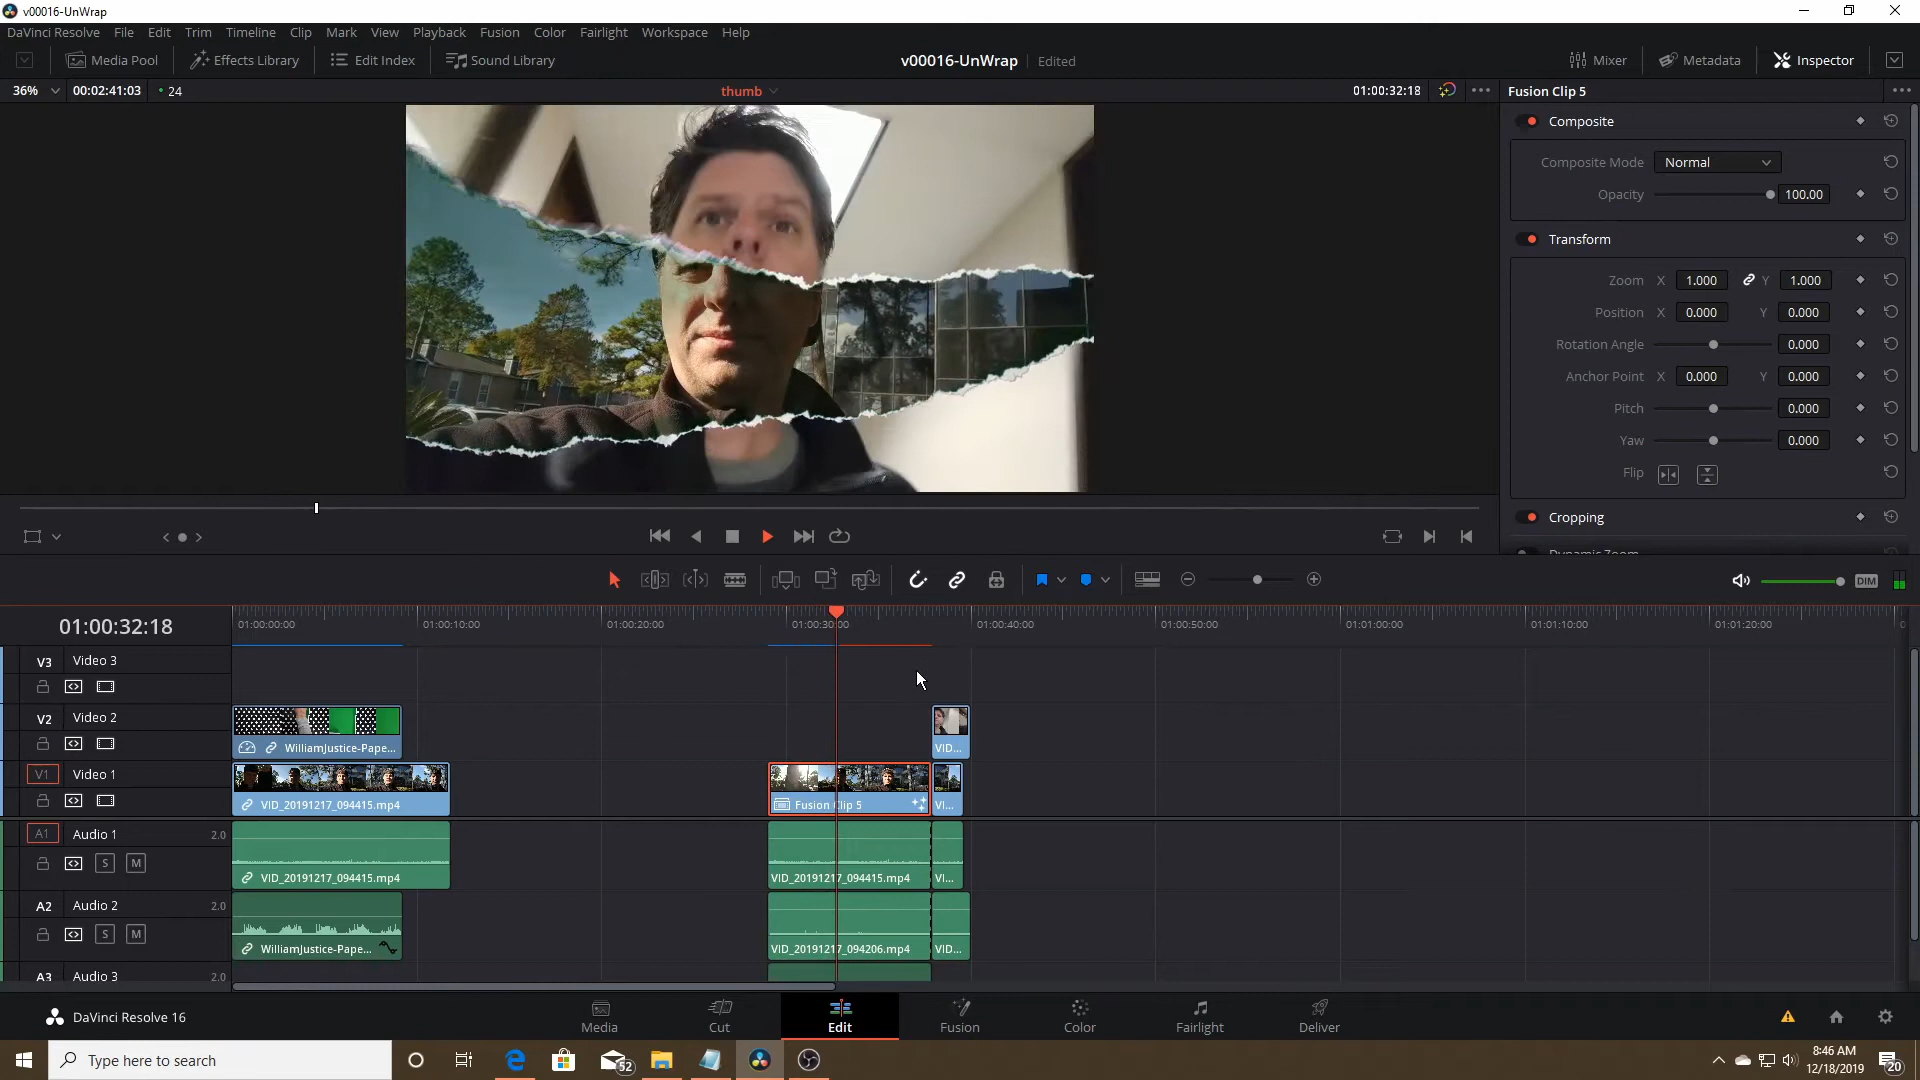 v00016-UnWrap
DaVinci Resolve File Edit Trim Timeline Clip Mark View Playback Fusion Color Fairlight Workspace Help
Media Pool Effects Library Edit Index Sound Library v00016-UnWrap Edited Mixer Metadata Inspector
36% 00:02:41:03 24 thumb 01:00:32:18 Fusion Clip 5
Composite
Composite Mode Normal
Opacity 100.00
Transform
Zoom X 1.000 Y 1.000
Position X 0.000 Y 0.000
Rotation Angle 0.000
Anchor Point X 0.000 Y 0.000
Pitch 0.000
Yaw 0.000
Flip
Cropping
Dynamic Zoom
DIM
01:00:32:18 01:00:00:00 01:00:10:00 01:00:20:00 01:00:30:00 01:00:40:00 01:00:50:00 01:01:00:00 01:01:10:00 01:01:20:00
V3 Video 3
V2 Video 2
WilliamJustice-Pape... VID...
V1 Video 1
VID_20191217_094415.mp4 Fusion Clip 5 VI...
A1 Audio 1 2.0
S M
VID_20191217_094415.mp4 VID_20191217_094415.mp4 VI...
A2 Audio 2 2.0
S M
WilliamJustice-Pape... VID_20191217_094206.mp4 VID...
A3 Audio 3 2.0
DaVinci Resolve 16 Media Cut Edit Fusion Color Fairlight Deliver
Type here to search 52 8:46 AM
12/18/2019 20